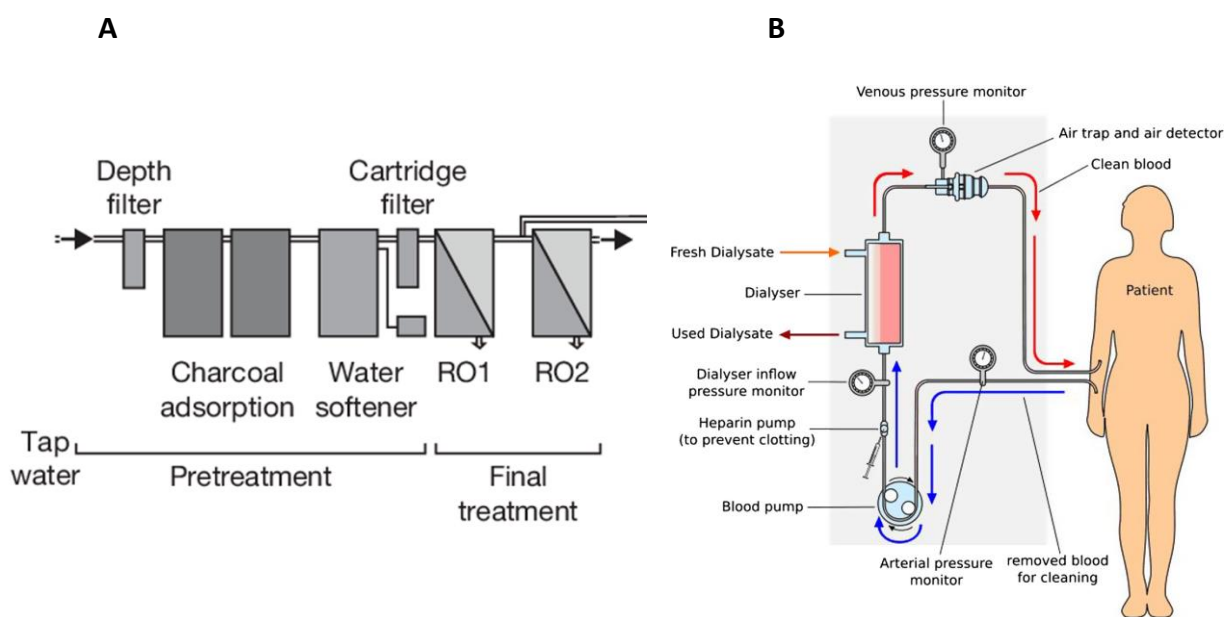 A
Depth
filter
Cartridge
filter
Charcoal
adsorption
Water
softener
RO1
RO2
Tap
water
Pretreatment
Final
treatment
B
Venous pressure monitor
Air trap and air detector
Clean blood
Fresh Dialysate
Dialyser
Used Dialysate
Patient
Dialyser inflow
pressure monitor
Heparin pump
(to prevent clotting)
Blood pump
Arterial pressure
monitor
removed blood
for cleaning